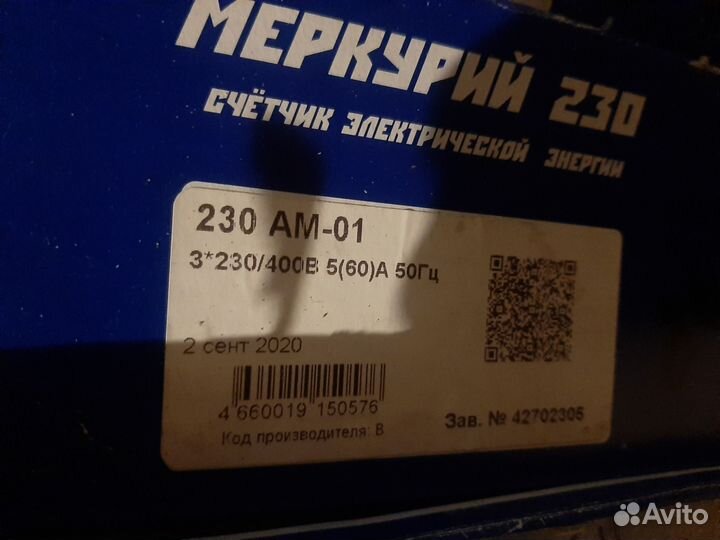 МЕРКУРИЙ 230
СЧЁТЧИК ЭЛЕКТРИЧЕСКОЙ ЭНЕРГИИ
230 АМ-01
3*230/400В 5(60)А 50Гц
2 сент 2020
4 660019 150576
Код производителя: В
Зав. № 42702305
Avito